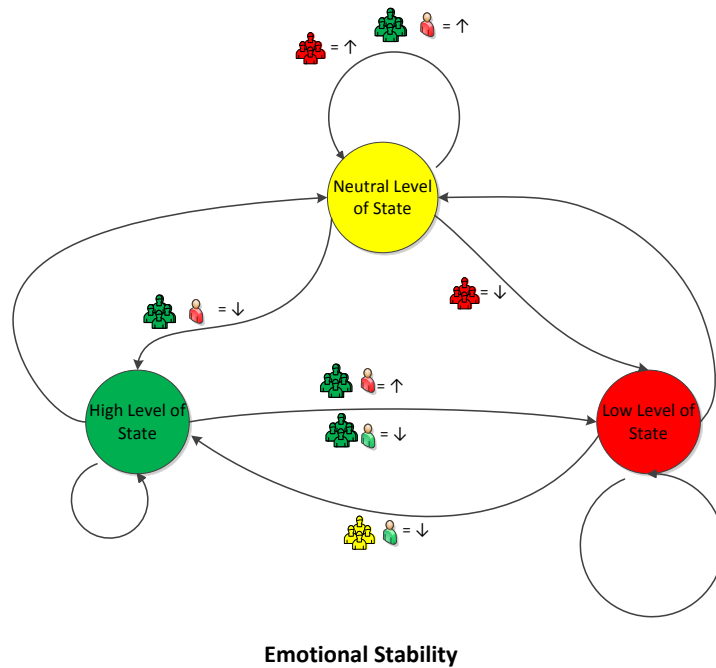 = ↑
= ↑
Neutral Level
of State
= ↓
= ↓
= ↑
High Level of
State
Low Level of
State
= ↓
= ↓
Emotional Stability